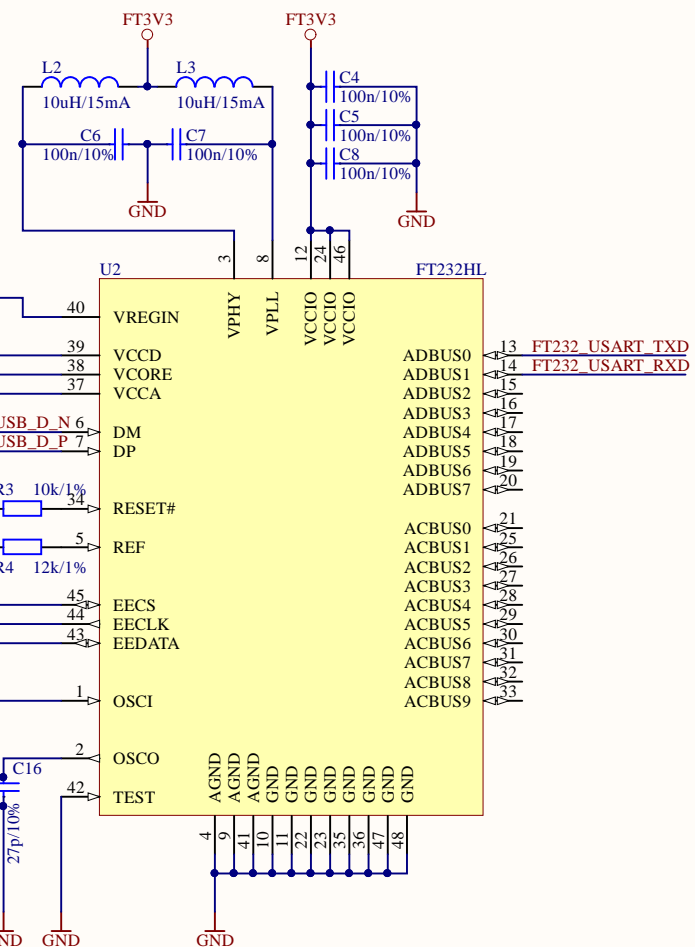 FT3V3 FT3V3
L2 L3
10uH/15mA 10uH/15mA
C4
100n/10%
C5
100n/10%
C6 C7
100n/10% 100n/10%
C8
100n/10%
GND GND
3 8 12 24 46
U2 FT232HL
VPHY VPLL VCCIO VCCIO VCCIO
40 VREGIN
39 VCCD ADBUS0 13 FT232_USART_TXD
38 VCORE ADBUS1 14 FT232_USART_RXD
37 VCCA ADBUS2 15
ADBUS3 16
USB_D_N 6 DM ADBUS4 17
USB_D_P 7 DP ADBUS5 18
ADBUS6 19
R3 10k/1% ADBUS7 20
34 RESET#
ACBUS0 21
5 REF ACBUS1 25
R4 12k/1% ACBUS2 26
ACBUS3 27
45 EECS ACBUS4 28
44 EECLK ACBUS5 29
43 EEDATA ACBUS6 30
ACBUS7 31
ACBUS8 32
1 OSCI ACBUS9 33
2 OSCO
C16
27p/10%
42 TEST
AGND AGND AGND GND GND GND GND GND GND GND GND
4 9 41 10 11 22 23 35 36 47 48
GND GND GND